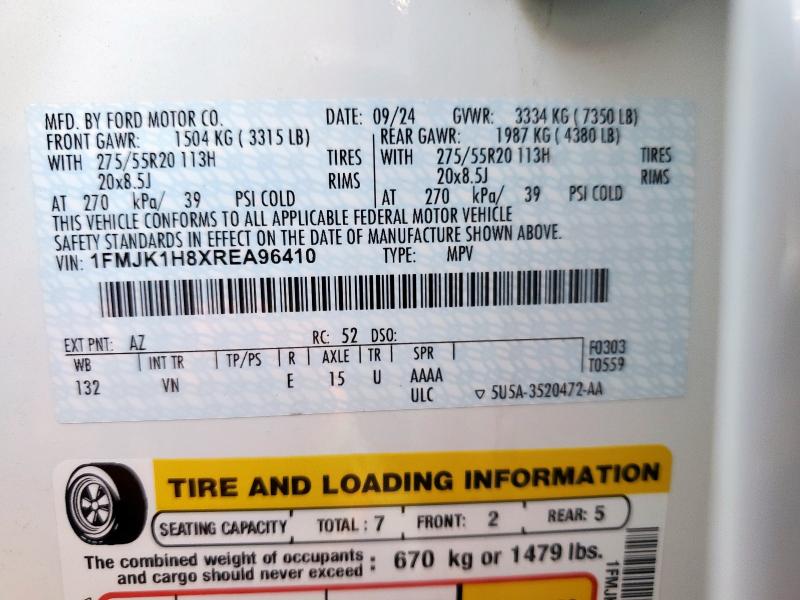 MFD. BY FORD MOTOR CO. DATE: 09/24 GVWR: 3334 KG ( 7350 LB)
FRONT GAWR: 1504 KG ( 3315 LB) REAR GAWR: 1987 KG ( 4380 LB)
WITH 275/55R20 113H TIRES WITH 275/55R20 113H TIRES
20x8.5J RIMS 20x8.5J RIMS
AT 270 kPa/ 39 PSI COLD AT 270 kPa/ 39 PSI COLD
THIS VEHICLE CONFORMS TO ALL APPLICABLE FEDERAL MOTOR VEHICLE
SAFETY STANDARDS IN EFFECT ON THE DATE OF MANUFACTURE SHOWN ABOVE.
VIN: 1FMJK1H8XREA96410 TYPE: MPV
EXT PNT: AZ RC: 52 DSO:
WB INT TR TP/PS R AXLE TR SPR F0303
132 VN E 15 U AAAA T0559
ULC ▽ 5U5A-3520472-AA
TIRE AND LOADING INFORMATION
SEATING CAPACITY TOTAL : 7 FRONT: 2 REAR: 5
The combined weight of occupants and cargo should never exceed : 670 kg or 1479 lbs.
1FMJK